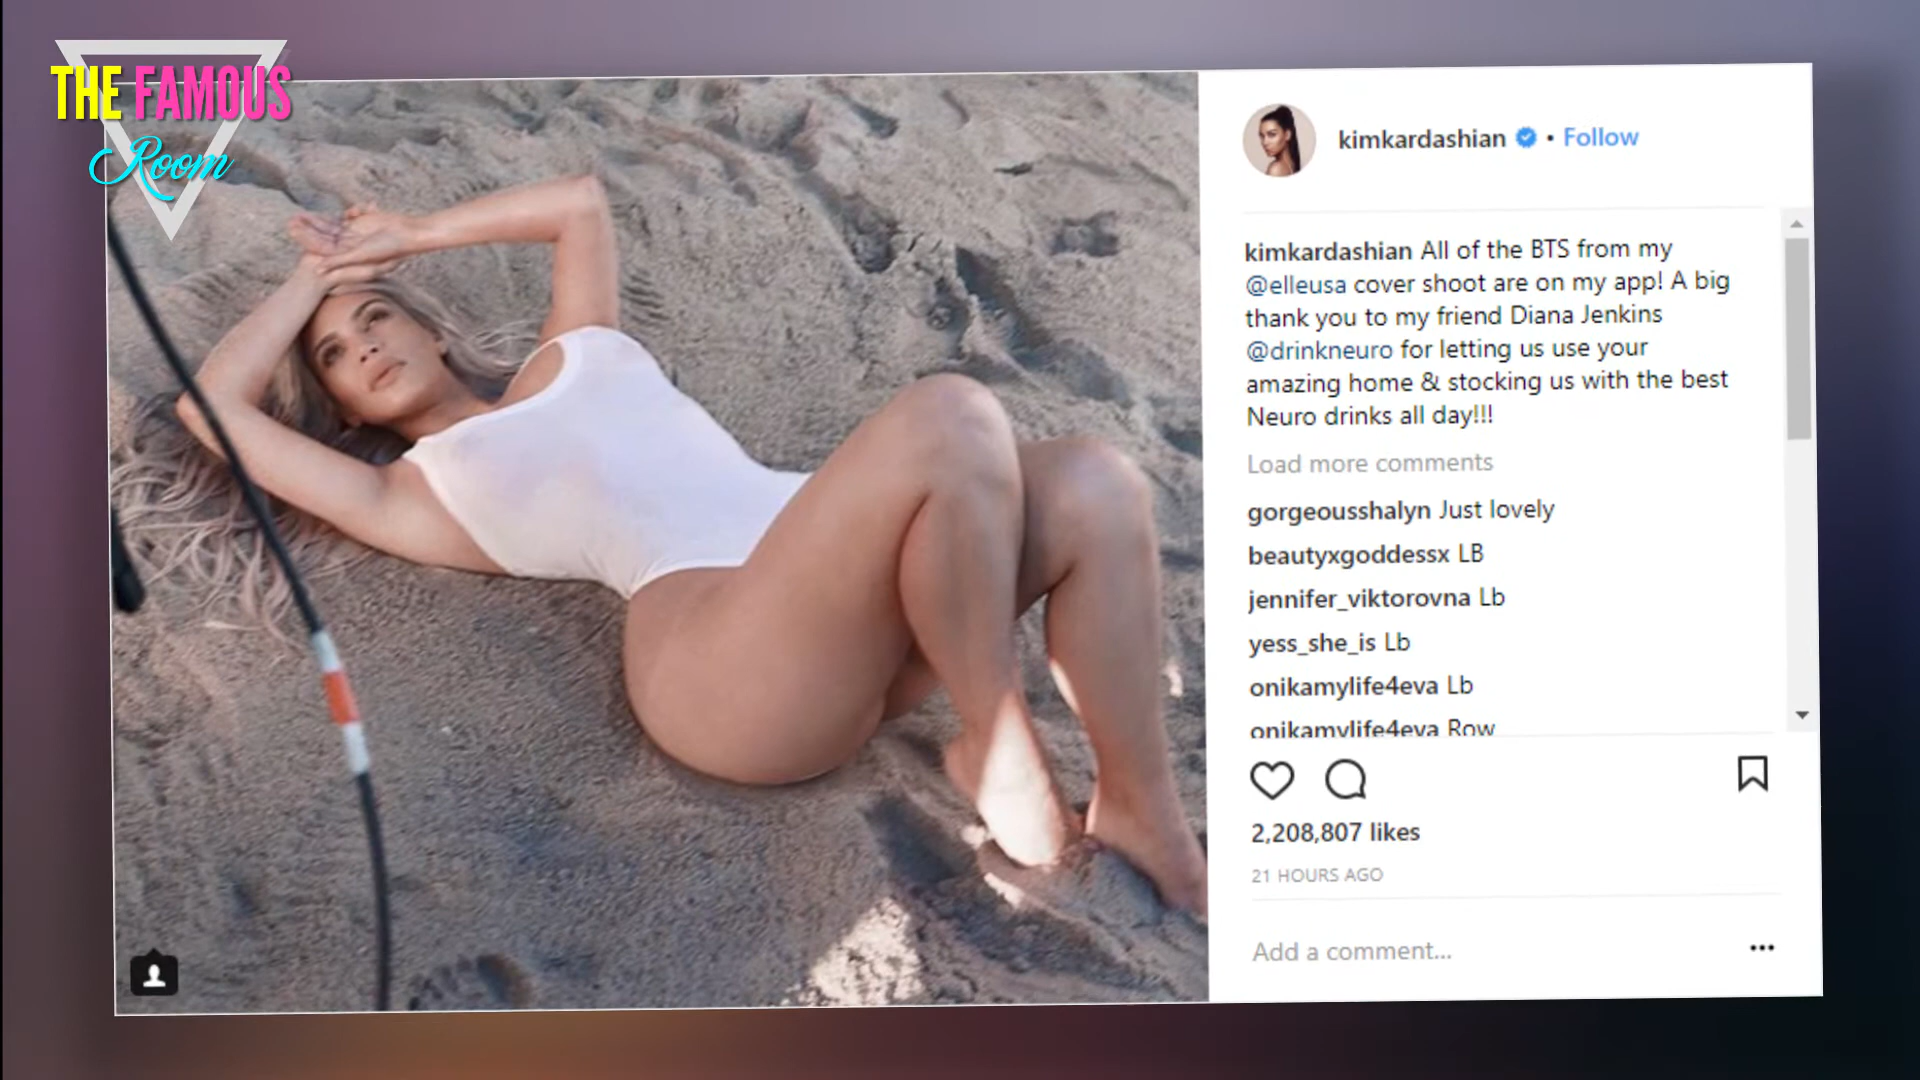 THE FAMOUS
Room
kimkardashian • Follow
kimkardashian All of the BTS from my
@elleusa cover shoot are on my app! A big
thank you to my friend Diana Jenkins
@drinkneuro for letting us use your
amazing home & stocking us with the best
Neuro drinks all day!!!
Load more comments
gorgeousshalyn Just lovely
beautyxgoddessx LB
jennifer_viktorovna Lb
yess_she_is Lb
onikamylife4eva Lb
onikamylife4eva Row
2,208,807 likes
21 HOURS AGO
Add a comment...